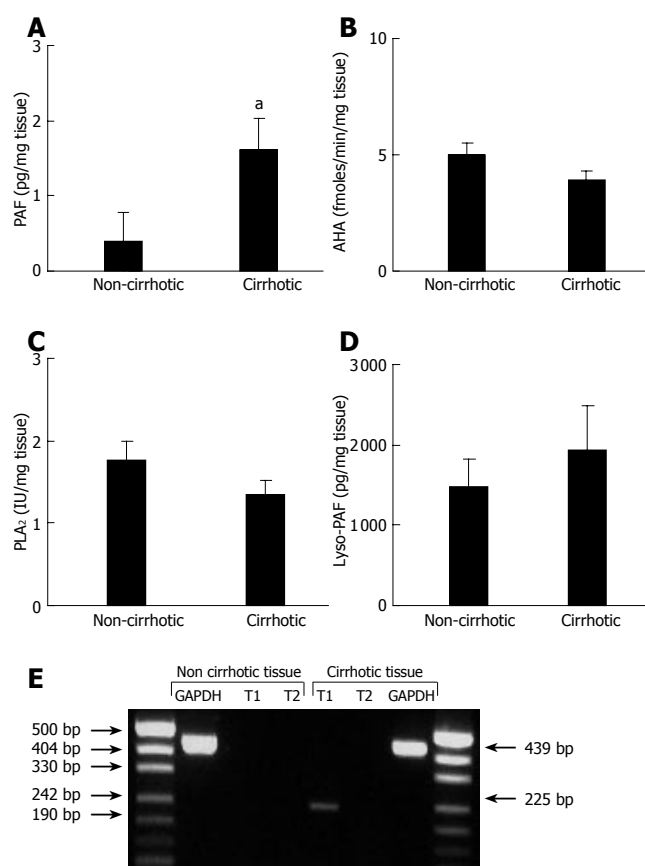 A
PAF (pg/mg tissue)
3
2
1
0
a
Non-cirrhotic
Cirrhotic
B
AHA (fmoles/min/mg tissue)
10
5
0
Non-cirrhotic
Cirrhotic
C
PLA₂ (IU/mg tissue)
3
2
1
0
Non-cirrhotic
Cirrhotic
D
Lyso-PAF (pg/mg tissue)
3000
2000
1000
0
Non-cirrhotic
Cirrhotic
E
Non cirrhotic tissue
Cirrhotic tissue
GAPDH T1 T2 T1 T2 GAPDH
500 bp
404 bp
330 bp
242 bp
190 bp
439 bp
225 bp